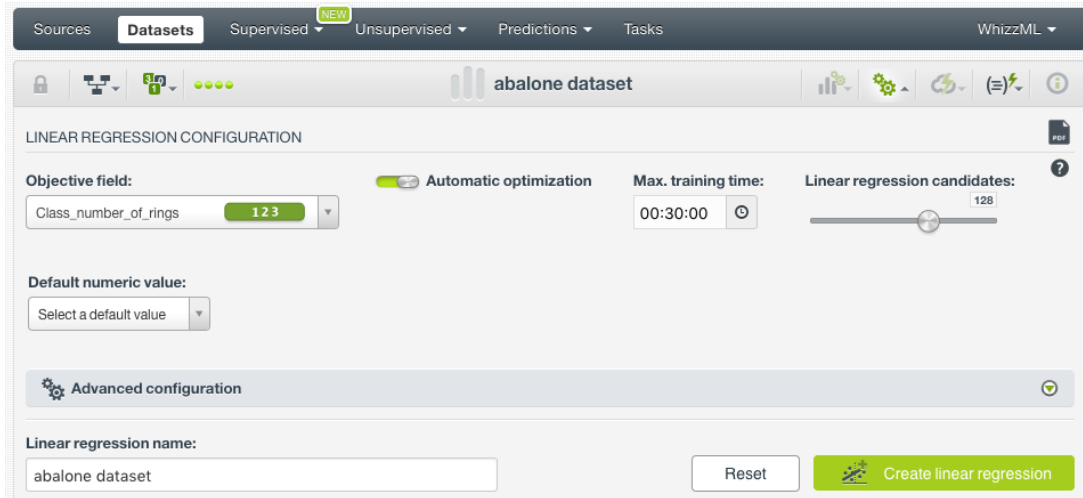 NEW
Sources Datasets Supervised Unsupervised Predictions Tasks WhizzML
abalone dataset
LINEAR REGRESSION CONFIGURATION
PDF
Objective field: Automatic optimization Max. training time: Linear regression candidates:
128
Class_number_of_rings 123 00:30:00
Default numeric value:
Select a default value
Advanced configuration
Linear regression name:
abalone dataset Reset Create linear regression